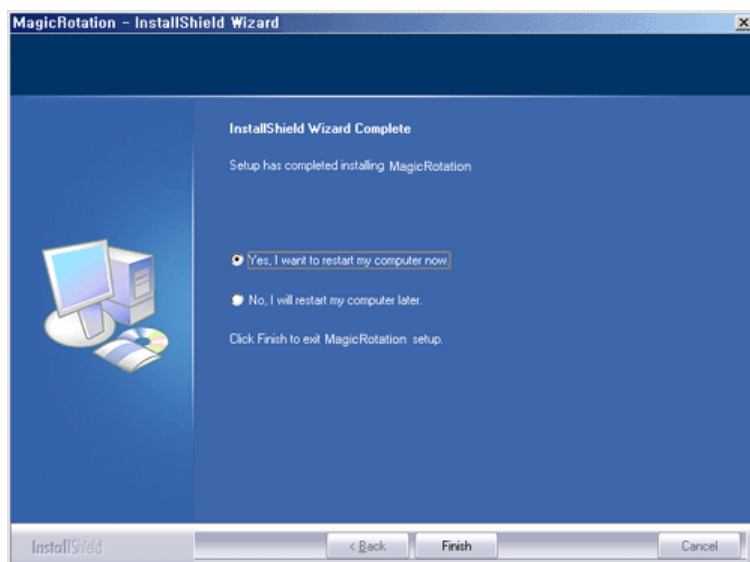 MagicRotation - InstallShield Wizard
InstallShield Wizard Complete
Setup has completed installing MagicRotation
Yes, I want to restart my computer now.
No, I will restart my computer later.
Click Finish to exit MagicRotation setup.
InstallShield
< Back
Finish
Cancel